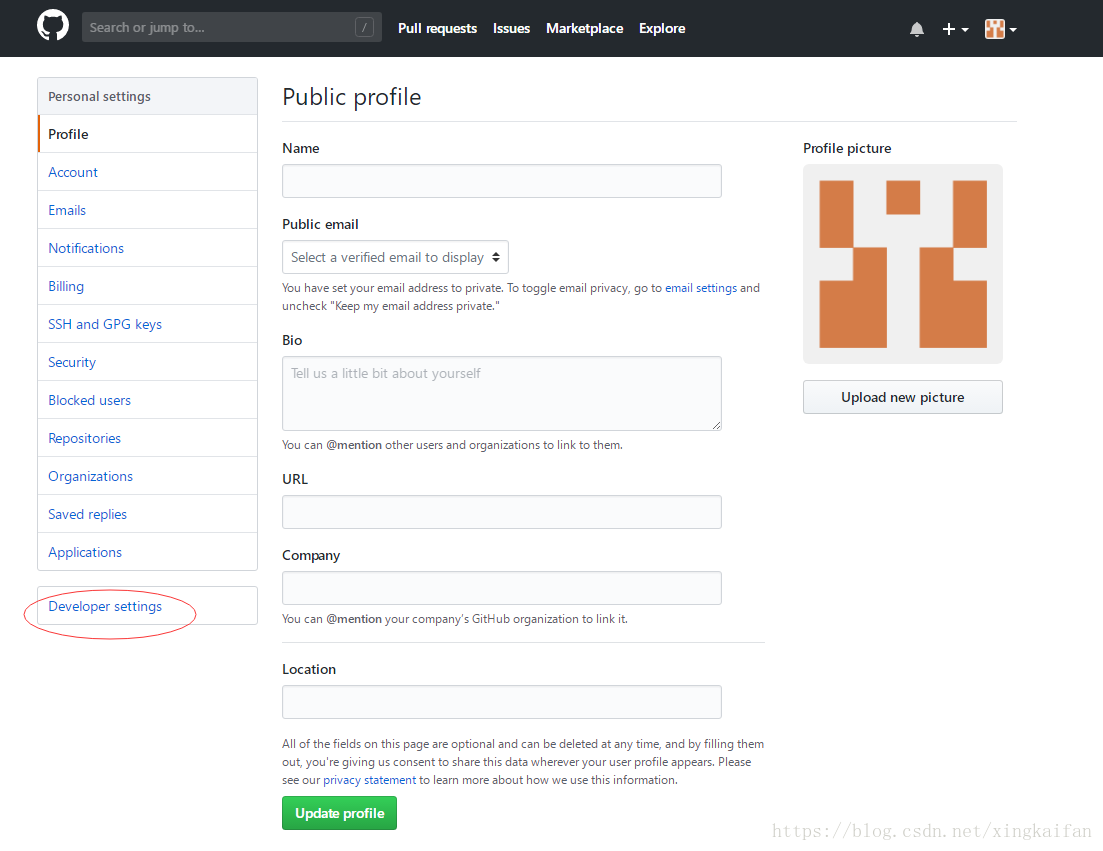 Search or jump to... /
Pull requests Issues Marketplace Explore
Personal settings
Profile
Account
Emails
Notifications
Billing
SSH and GPG keys
Security
Blocked users
Repositories
Organizations
Saved replies
Applications
Developer settings
Public profile
Name
Public email
Select a verified email to display
You have set your email address to private. To toggle email privacy, go to email settings and
uncheck "Keep my email address private."
Bio
Tell us a little bit about yourself
You can @mention other users and organizations to link to them.
URL
Company
You can @mention your company's GitHub organization to link it.
Location
All of the fields on this page are optional and can be deleted at any time, and by filling them
out, you're giving us consent to share this data wherever your user profile appears. Please
see our privacy statement to learn more about how we use this information.
Update profile
Profile picture
Upload new picture
https://blog.csdn.net/xingkaifan